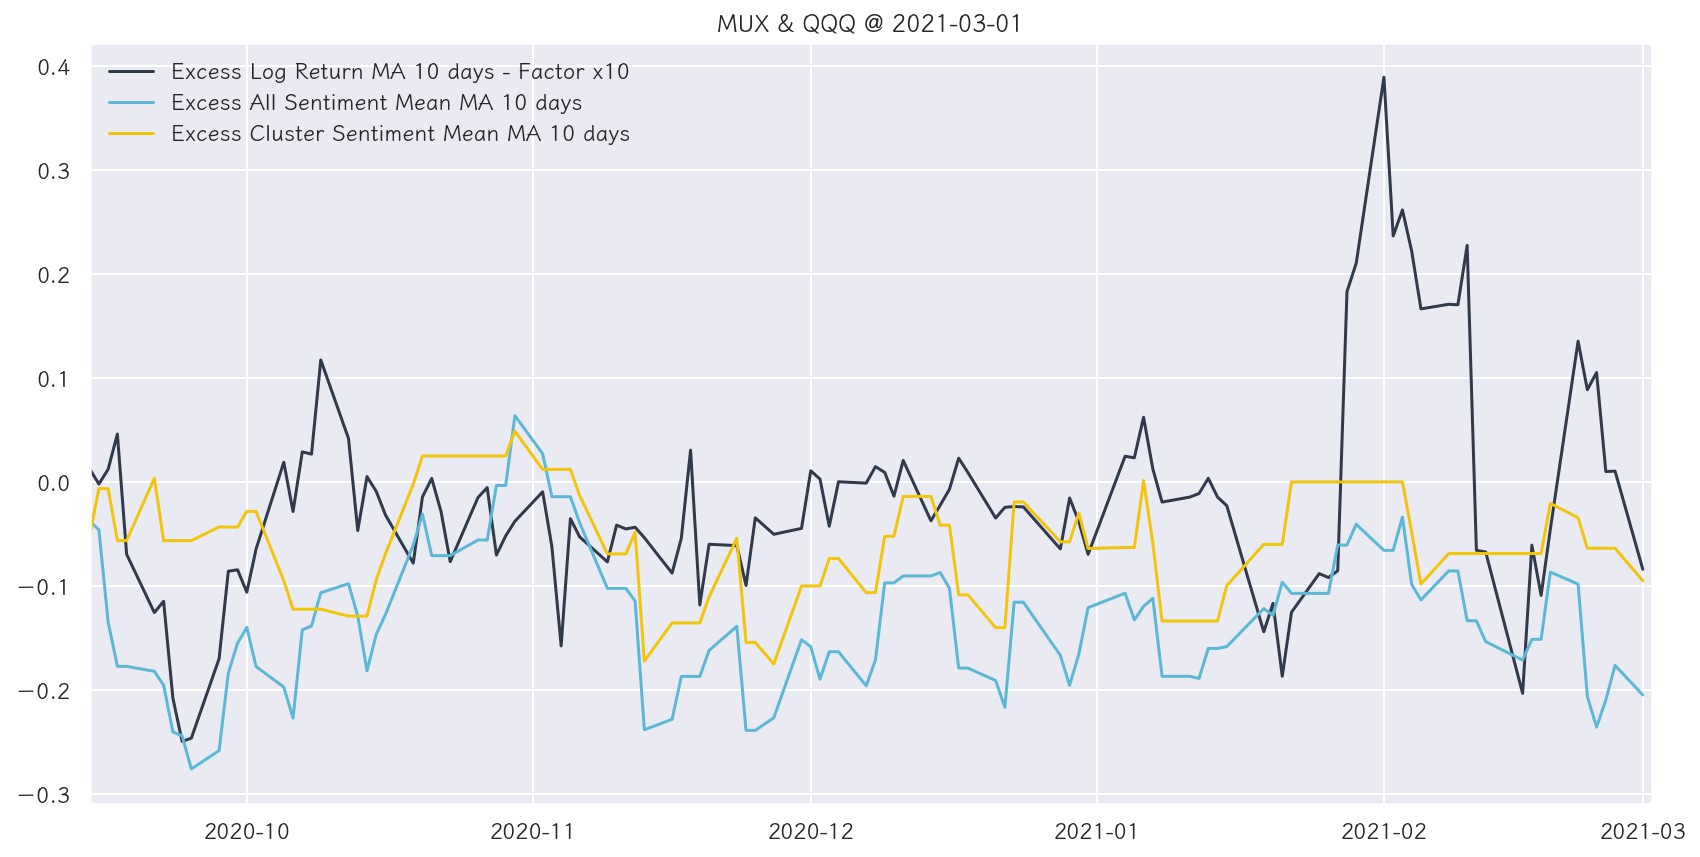 MUX & QQQ @ 2021-03-01
Excess Log Return MA 10 days - Factor x10
Excess All Sentiment Mean MA 10 days
Excess Cluster Sentiment Mean MA 10 days
0.4
0.3
0.2
0.1
0.0
−0.1
−0.2
−0.3
2020-10 2020-11 2020-12 2021-01 2021-02 2021-03